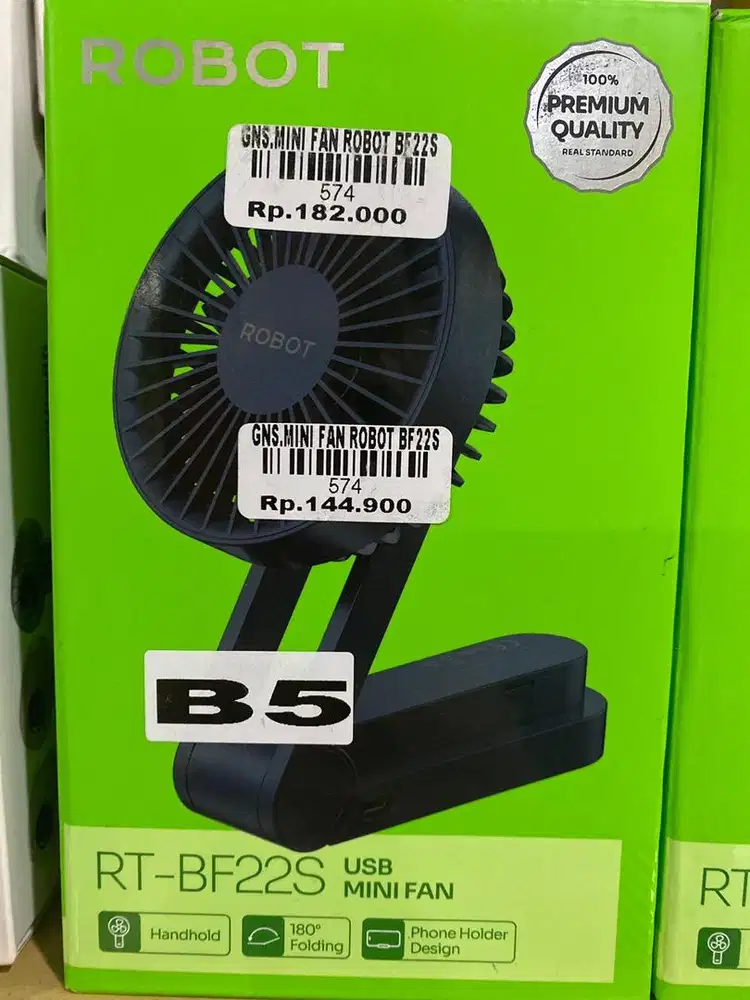 ROBOT
100%
PREMIUM
QUALITY
REAL STANDARD
GNS.MINI FAN ROBOT BF22S
574
Rp.182.000
ROBOT
GNS.MINI FAN ROBOT BF22S
574
Rp.144.900
B5
RT-BF22S USB
MINI FAN
Handhold
180°
Folding
Phone Holder
Design
RT